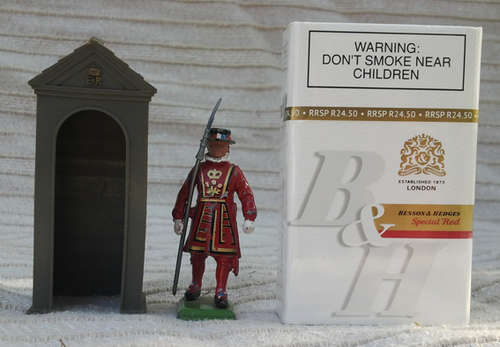 WARNING:
DON'T SMOKE NEAR
CHILDREN
0 • RRSP R24.50 • RRSP R24.50 • RRSP R24.50 •
ESTABLISHED 1873
LONDON
BENSON & HEDGES
Special Red
B
&
H